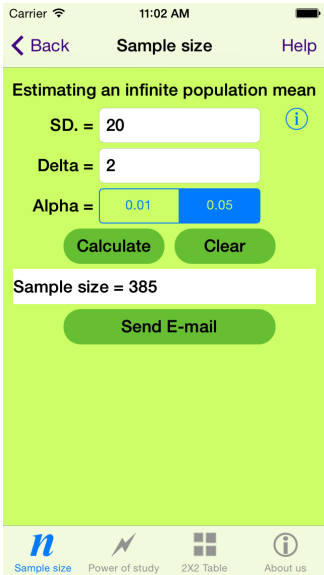 Carrier 11:02 AM
Back Sample size Help
Estimating an infinite population mean
SD. = 20
Delta = 2
Alpha = 0.01 0.05
Calculate Clear
Sample size = 385
Send E-mail
n
Sample size Power of study 2X2 Table About us